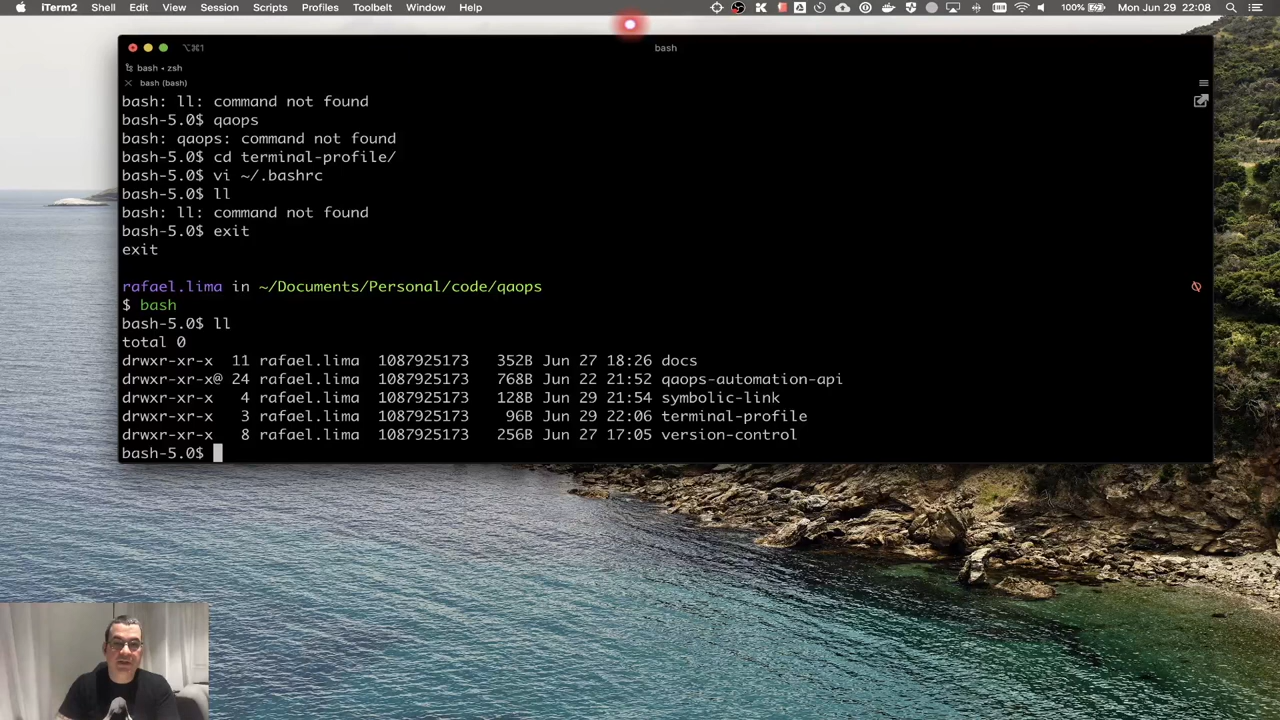 iTerm2 Shell Edit View Session Scripts Profiles Toolbelt Window Help 100% Mon Jun 29 22:08
⌥⌘1 bash
bash • zsh
bash (bash)
bash: ll: command not found
bash-5.0$ qaops
bash: qaops: command not found
bash-5.0$ cd terminal-profile/
bash-5.0$ vi ~/.bashrc
bash-5.0$ ll
bash: ll: command not found
bash-5.0$ exit
exit
rafael.lima in ~/Documents/Personal/code/qaops
$ bash
bash-5.0$ ll
total 0
drwxr-xr-x 11 rafael.lima 1087925173 352B Jun 27 18:26 docs
drwxr-xr-x@ 24 rafael.lima 1087925173 768B Jun 22 21:52 qaops-automation-api
drwxr-xr-x 4 rafael.lima 1087925173 128B Jun 29 21:54 symbolic-link
drwxr-xr-x 3 rafael.lima 1087925173 96B Jun 29 22:06 terminal-profile
drwxr-xr-x 8 rafael.lima 1087925173 256B Jun 27 17:05 version-control
bash-5.0$